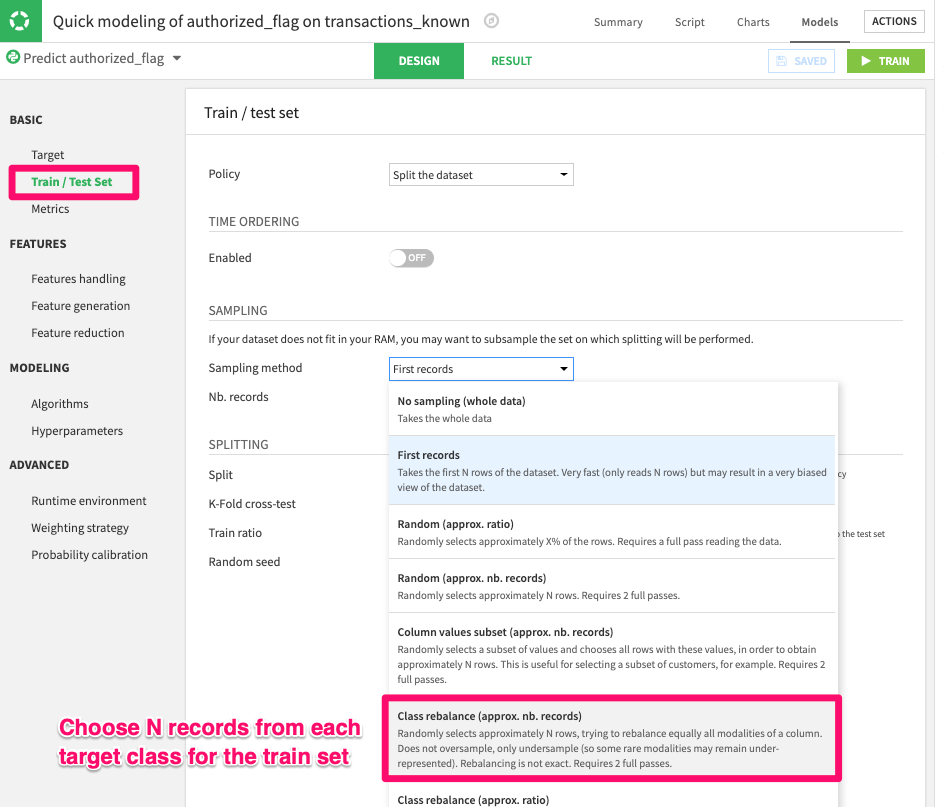 Quick modeling of authorized_flag on transactions_known
Summary
Script
Charts
Models
ACTIONS
Predict authorized_flag
DESIGN
RESULT
SAVED
TRAIN
BASIC
Target
Train / Test Set
Metrics
FEATURES
Features handling
Feature generation
Feature reduction
MODELING
Algorithms
Hyperparameters
ADVANCED
Runtime environment
Weighting strategy
Probability calibration
Train / test set
Policy
Split the dataset
TIME ORDERING
Enabled
OFF
SAMPLING
If your dataset does not fit in your RAM, you may want to subsample the set on which splitting will be performed.
Sampling method
First records
Nb. records
SPLITTING
Split
K-Fold cross-test
Train ratio
the test set
Random seed
No sampling (whole data)
Takes the whole data
First records
Takes the first N rows of the dataset. Very fast (only reads N rows) but may result in a very biased
view of the dataset.
Random (approx. ratio)
Randomly selects approximately X% of the rows. Requires a full pass reading the data.
Random (approx. nb. records)
Randomly selects approximately N rows. Requires 2 full passes.
Column values subset (approx. nb. records)
Randomly selects a subset of values and chooses all rows with these values, in order to obtain
approximately N rows. This is useful for selecting a subset of customers, for example. Requires 2
full passes.
Class rebalance (approx. nb. records)
Randomly selects approximately N rows, trying to rebalance equally all modalities of a column.
Does not oversample, only undersample (so some rare modalities may remain under-
represented). Rebalancing is not exact. Requires 2 full passes.
Class rebalance (approx. ratio)
Choose N records from each
target class for the train set